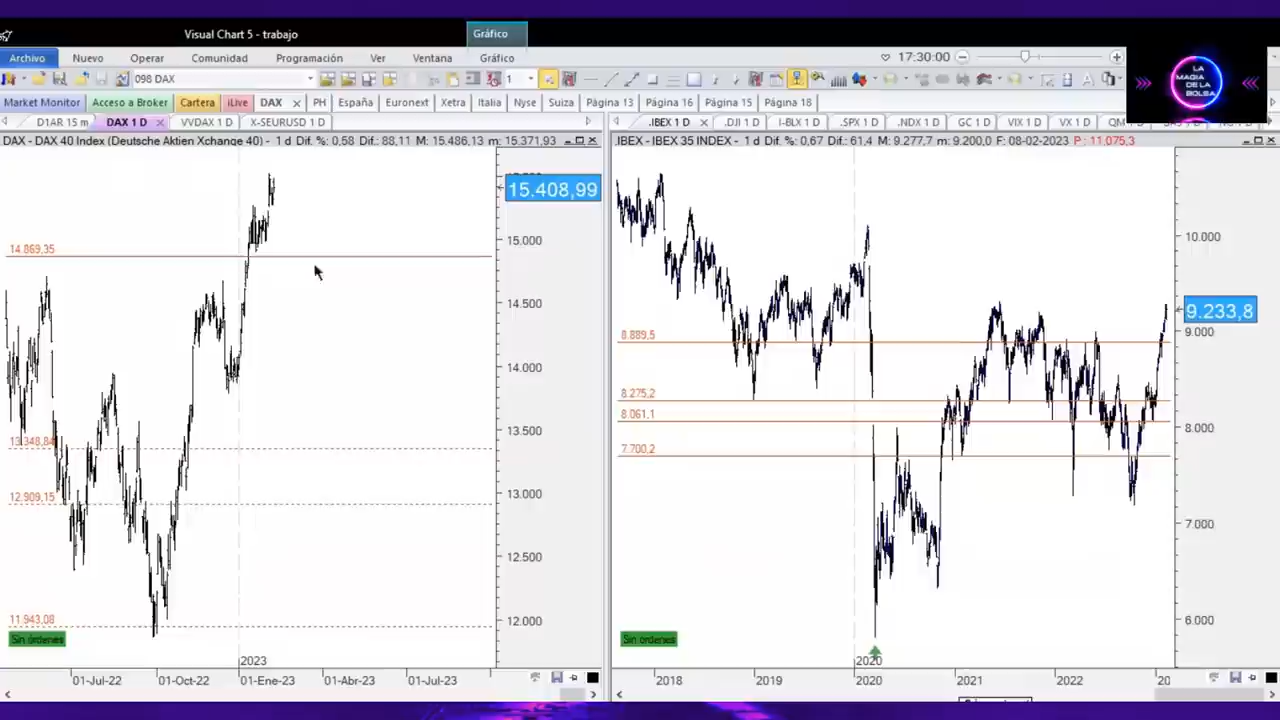 Visual Chart 5 - trabajo
Gráfico
Archivo Nuevo Operar Comunidad Programación Ver Ventana Gráfico
17:30:00
098 DAX
1
A
LA
MAGIA
DE LA
BOLSA
Market Monitor Acceso a Broker Cartera iLive DAX PH España Euronext Xetra Italia Nyse Suiza Página 13 Página 16 Página 15 Página 18
D1AR 15 m DAX 1 D VVDAX 1 D X-SEURUSD 1 D
.IBEX 1 D .DJI 1 D I-BLX 1 D .SPX 1 D .NDX 1 D GC 1 D VIX 1 D VX 1 D
DAX - DAX 40 Index (Deutsche Aktien Xchange 40) - 1 d Dif. %: 0,58 Dif.: 88,11 M: 15.486,13 m: 15.371,93
.IBEX - IBEX 35 INDEX - 1 d Dif. %: 0,67 Dif.: 61,4 M: 9.277,7 m: 9.200,0 F: 08-02-2023 P: 11.075,3
15.408,99
15.000
14.500
14.000
13.500
13.000
12.500
12.000
14.869,35
13.348,84
12.909,15
11.943,08
Sin órdenes
2023
01-Jul-22 01-Oct-22 01-Ene-23 01-Abr-23 01-Jul-23
10.000
9.233,8
9.000
8.000
7.000
6.000
8.889,5
8.275,2
8.061,1
7.700,2
Sin órdenes
2020
2018 2019 2020 2021 2022 20